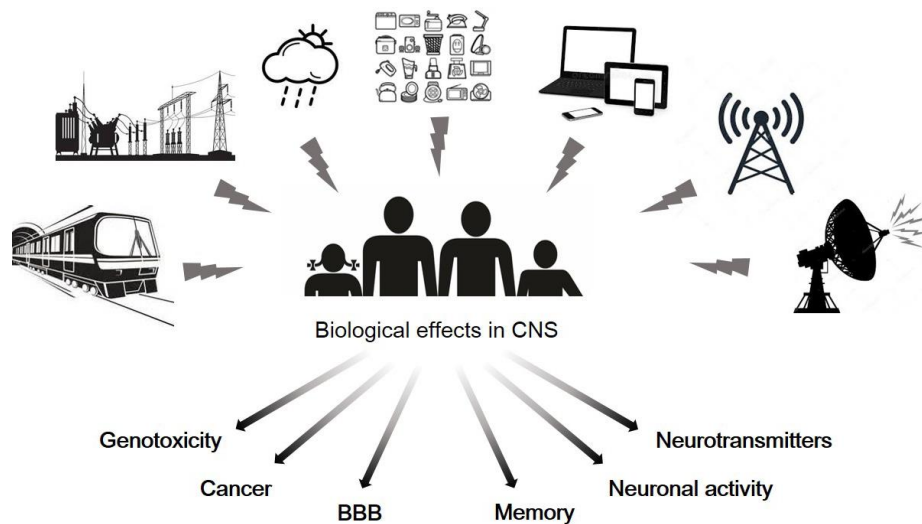 Biological effects in CNS
Genotoxicity
Neurotransmitters
Cancer
Neuronal activity
BBB
Memory